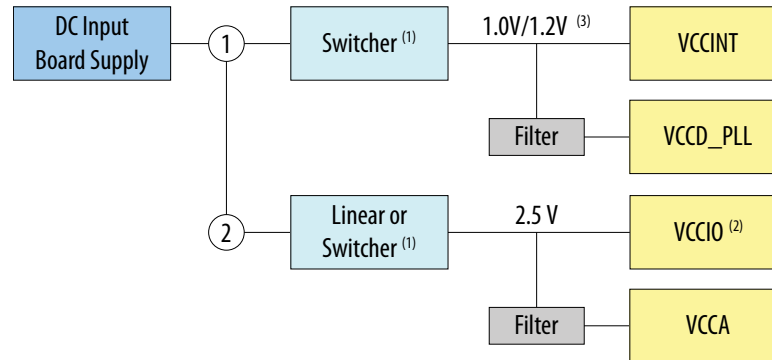 DC Input
Board Supply
1
Switcher (1)
1.0V/1.2V (3)
VCCINT
Filter
VCCD_PLL
2
Linear or
Switcher (1)
2.5 V
VCCIO (2)
Filter
VCCA